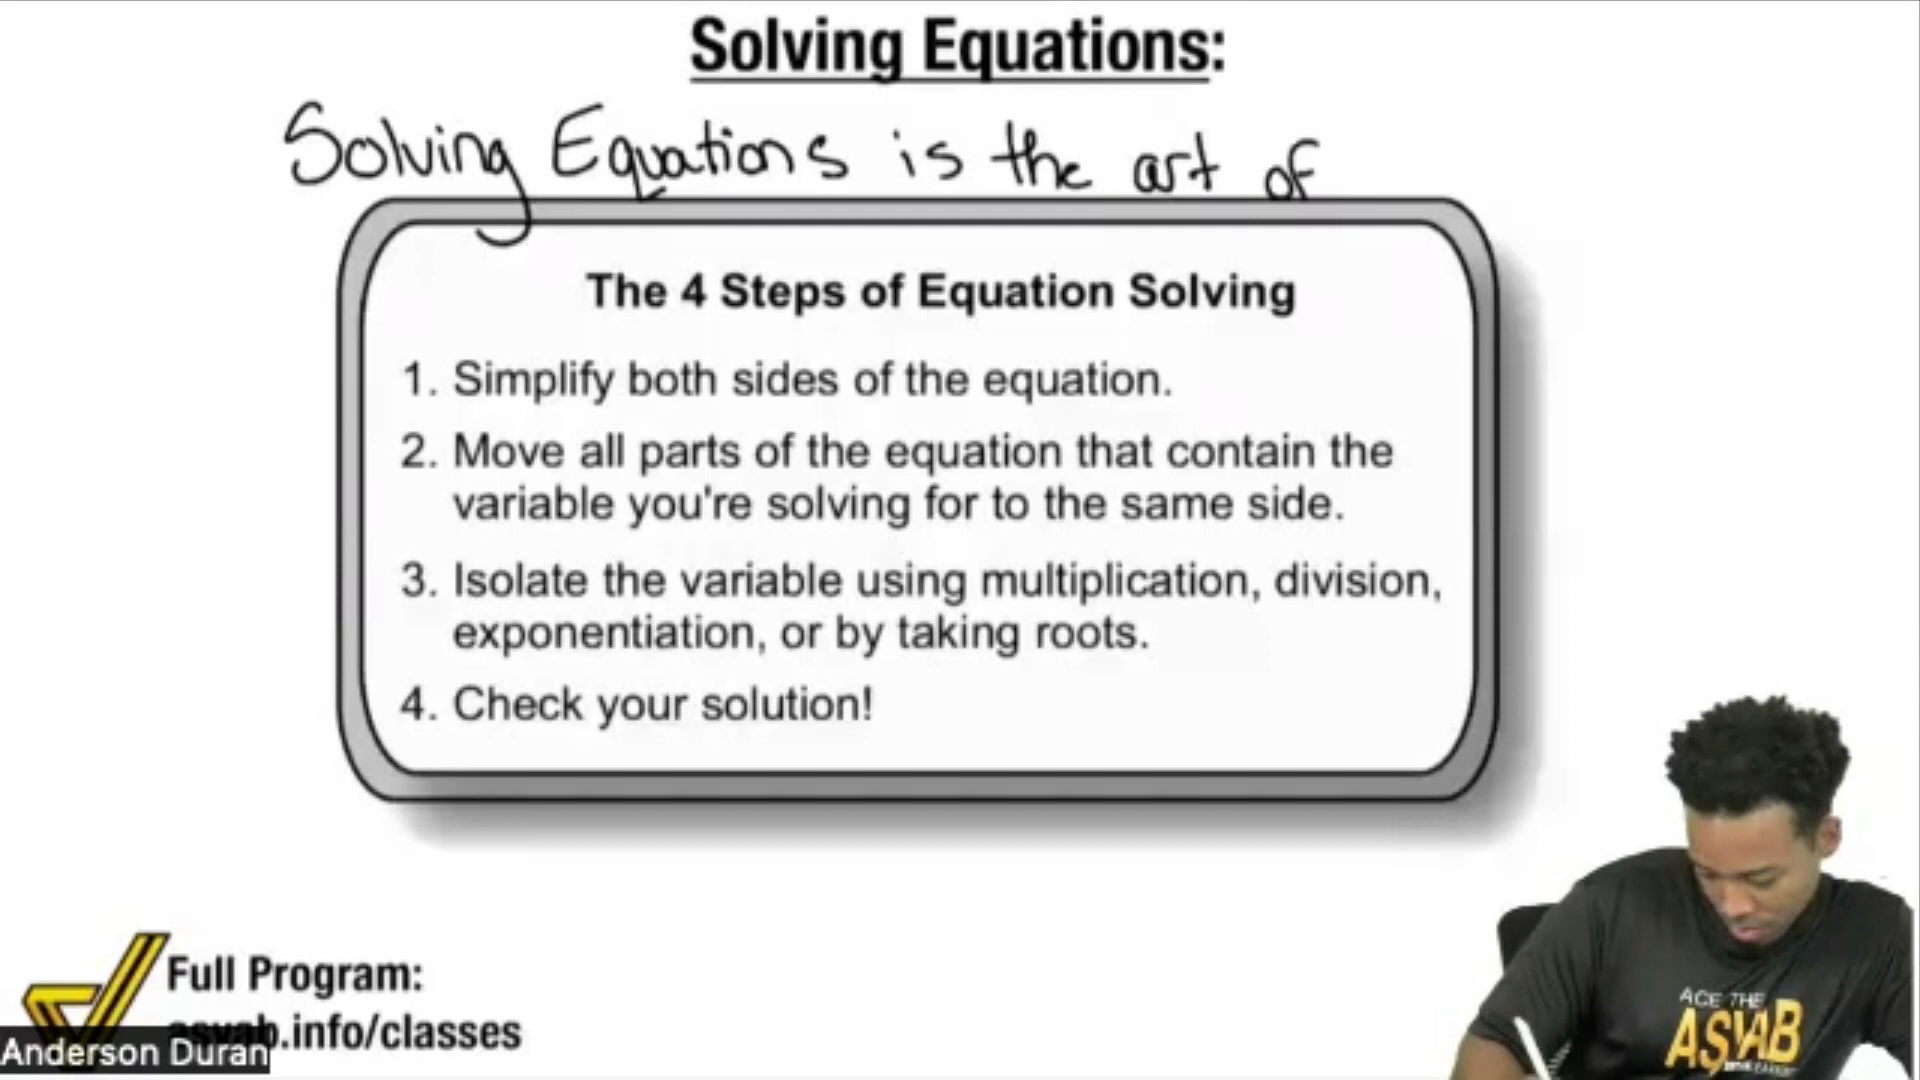 Solving Equations:
Solving Equations is the art of
The 4 Steps of Equation Solving
1. Simplify both sides of the equation.
2. Move all parts of the equation that contain the
variable you're solving for to the same side.
3. Isolate the variable using multiplication, division,
exponentiation, or by taking roots.
4. Check your solution!
Full Program:
asvab.info/classes
Anderson Duran
ACE THE
ASVAB